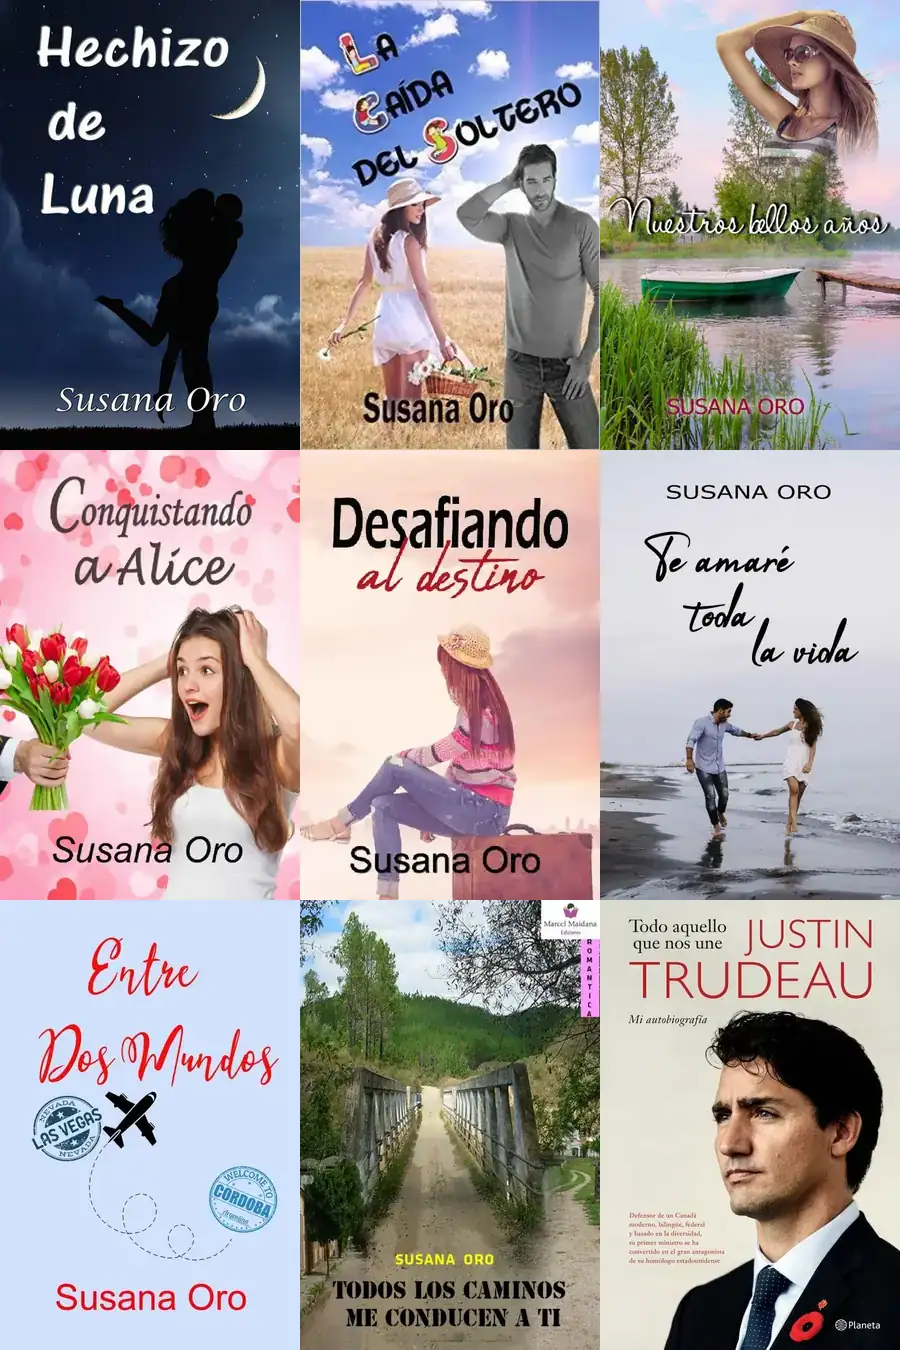 Hechizo
de
Luna
Susana Oro
La
Caída
del Soltero
Susana Oro
Nuestros bellos años
SUSANA ORO
Conquistando
a Alice
Susana Oro
Desafiando
al destino
Susana Oro
SUSANA ORO
Te amaré
toda
la vida
Entre
Dos Mundos
NEVADA
LAS VEGAS
NEVADA
WELCOME TO
CORDOBA
Argentina
Susana Oro
Marcel Maidana
Ediciones
ROMANTICA
SUSANA ORO
TODOS LOS CAMINOS
ME CONDUCEN A TI
Todo aquello
que nos une
JUSTIN
TRUDEAU
Mi autobiografía
Defensor de un Canadá
moderno, bilingüe, federal
y basado en la diversidad,
su primer ministro se ha
convertido en el gran antagonista
de su homólogo estadounidense
Planeta